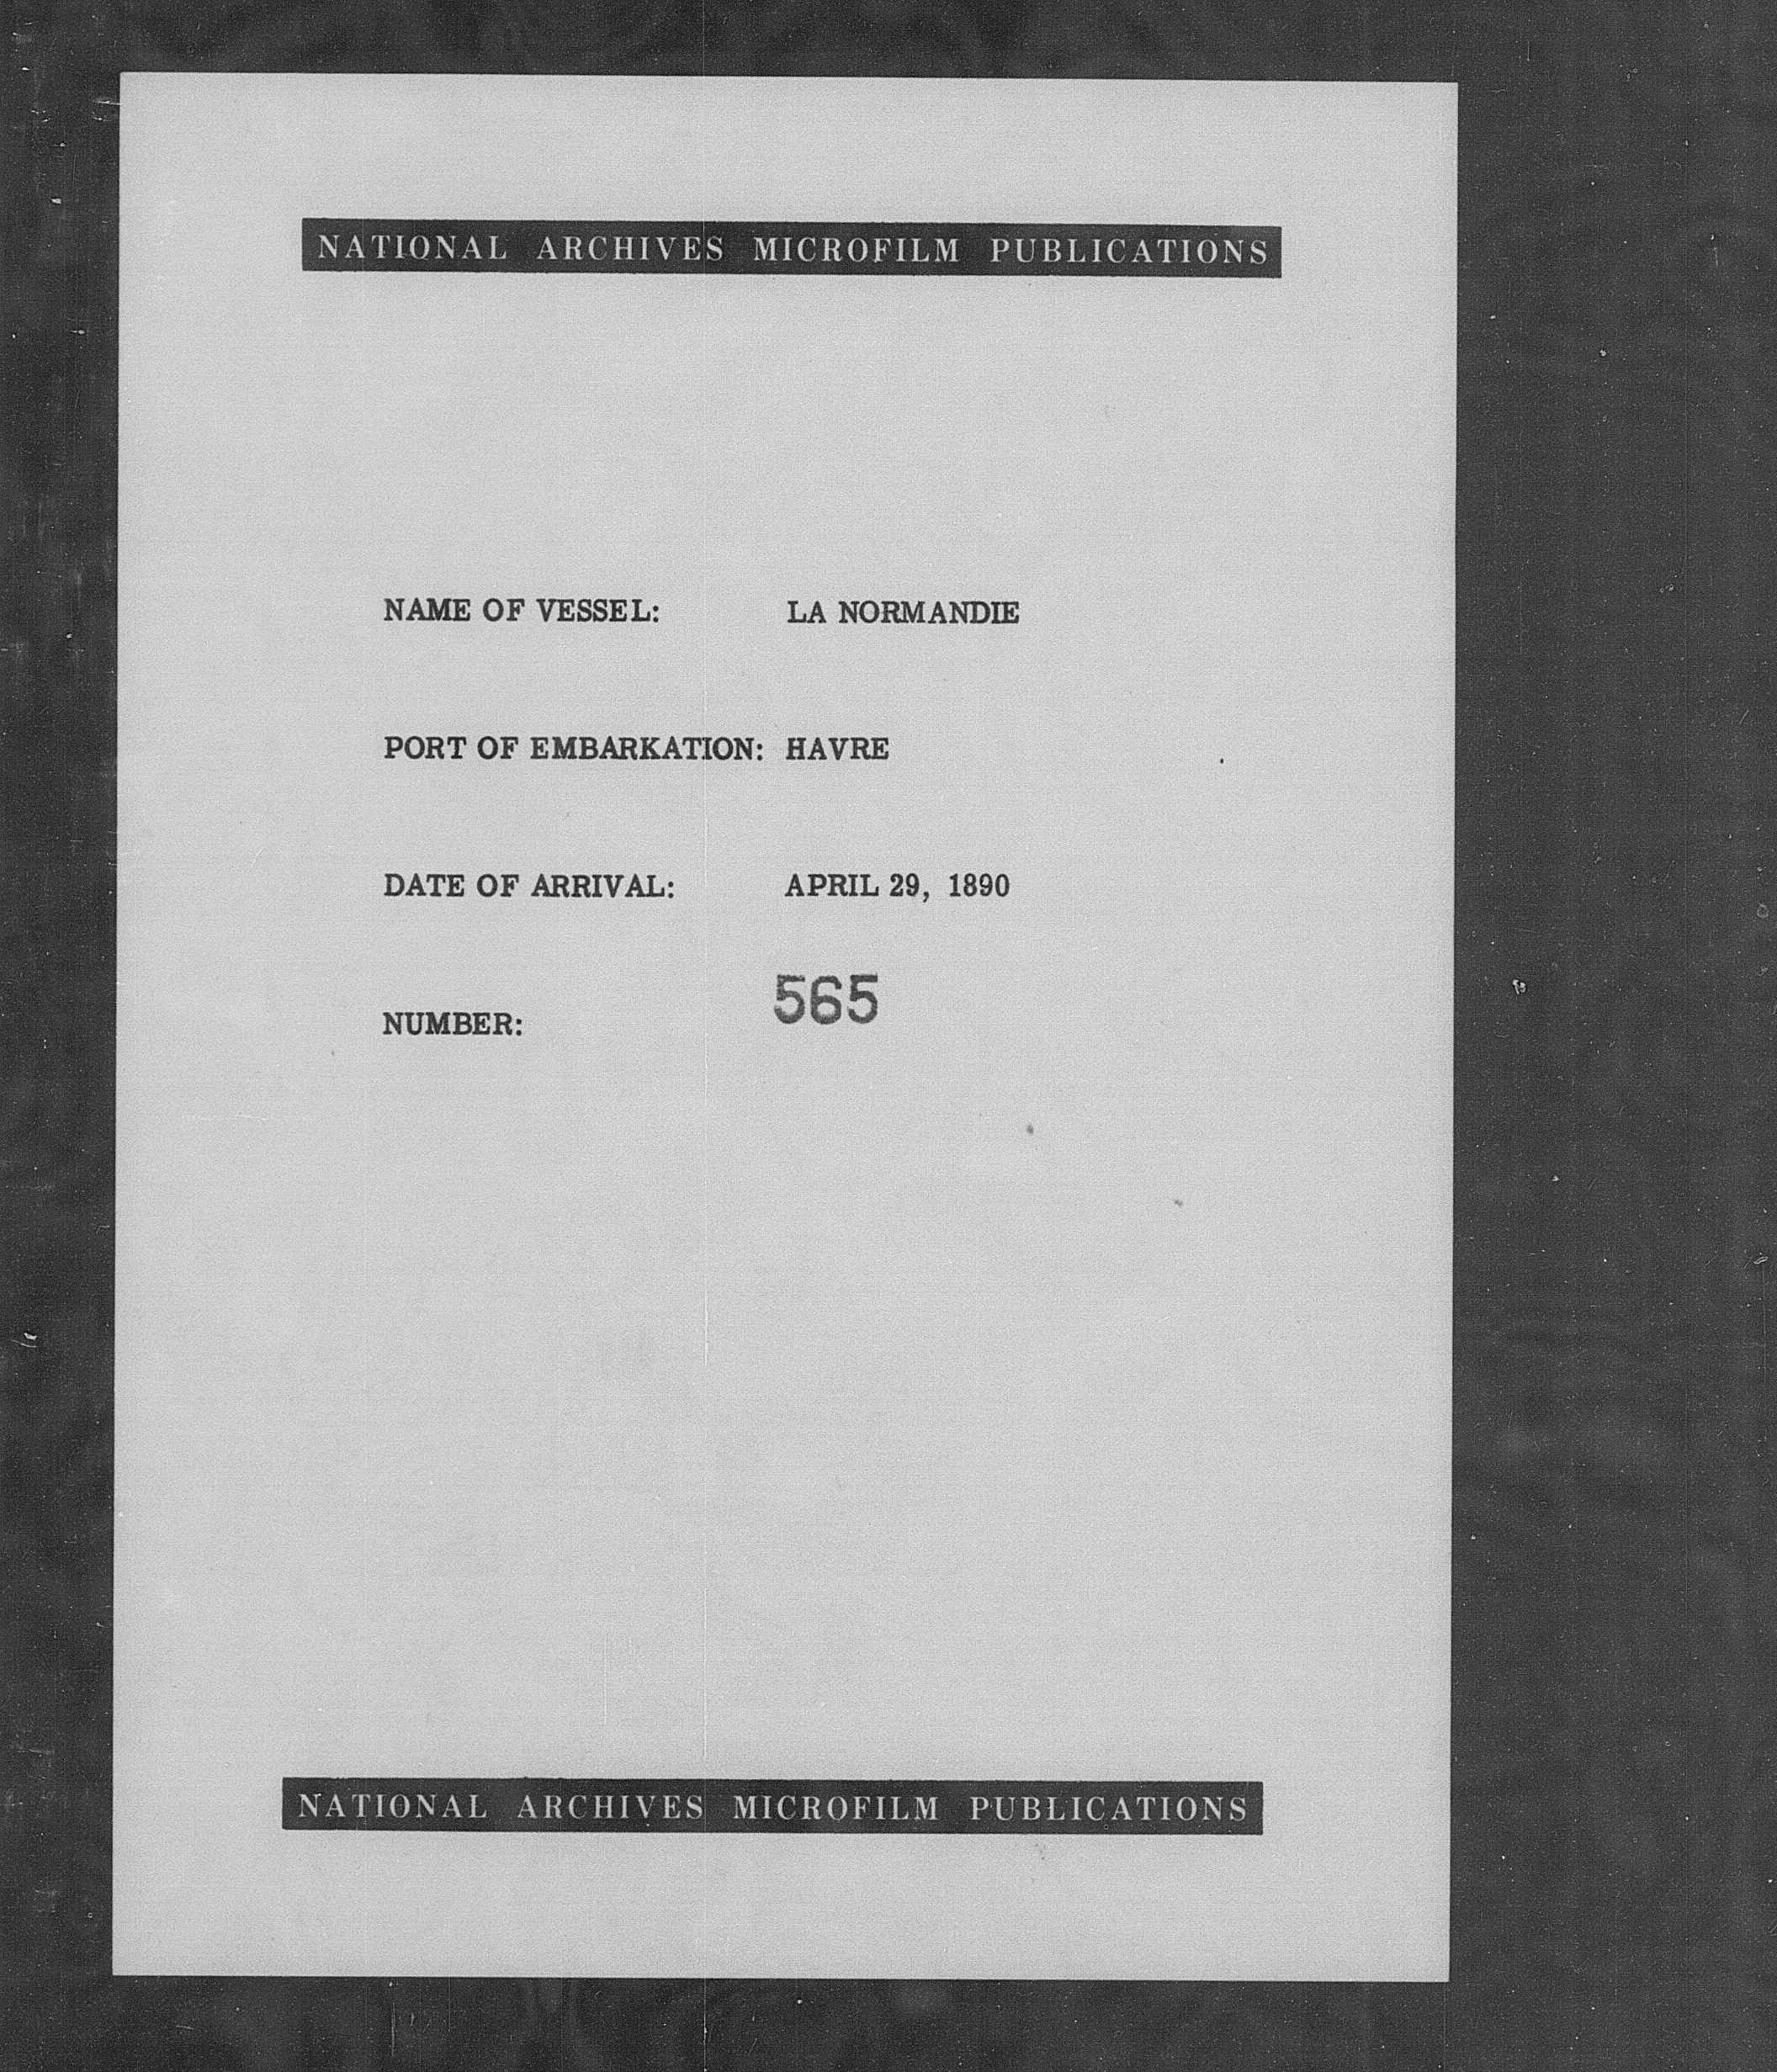 NATIONAL ARCHIVES MICROFILM PUBLICATIONS
NAME OF VESSEL: LA NORMANDIE
PORT OF EMBARKATION: HAVRE
DATE OF ARRIVAL: APRIL 29, 1890
NUMBER: 565
NATIONAL ARCHIVES MICROFILM PUBLICATIONS